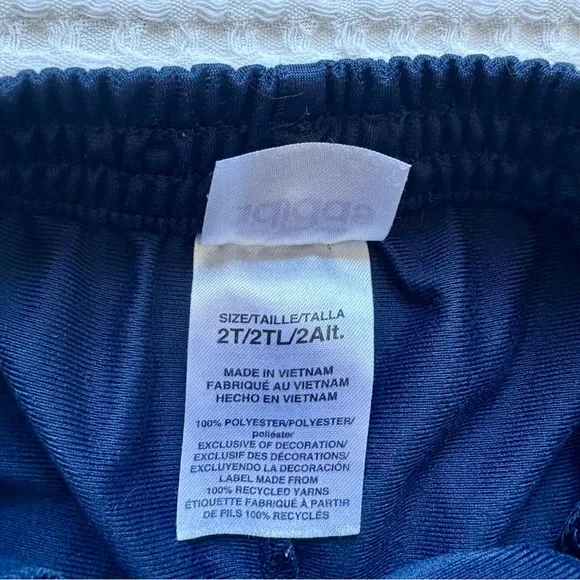 SIZE/TAILLE/TALLA
2T/2TL/2Alt.
MADE IN VIETNAM
FABRIQUÉ AU VIETNAM
HECHO EN VIETNAM
100% POLYESTER/POLYESTER/
poliéster
EXCLUSIVE OF DECORATION/
EXCLUSIF DES DÉCORATIONS/
EXCLUYENDO LA DECORACIÓN
LABEL MADE FROM
100% RECYCLED YARNS
ÉTIQUETTE FABRIQUÉE À PARTIR
DE FILS 100% RECYCLÉS